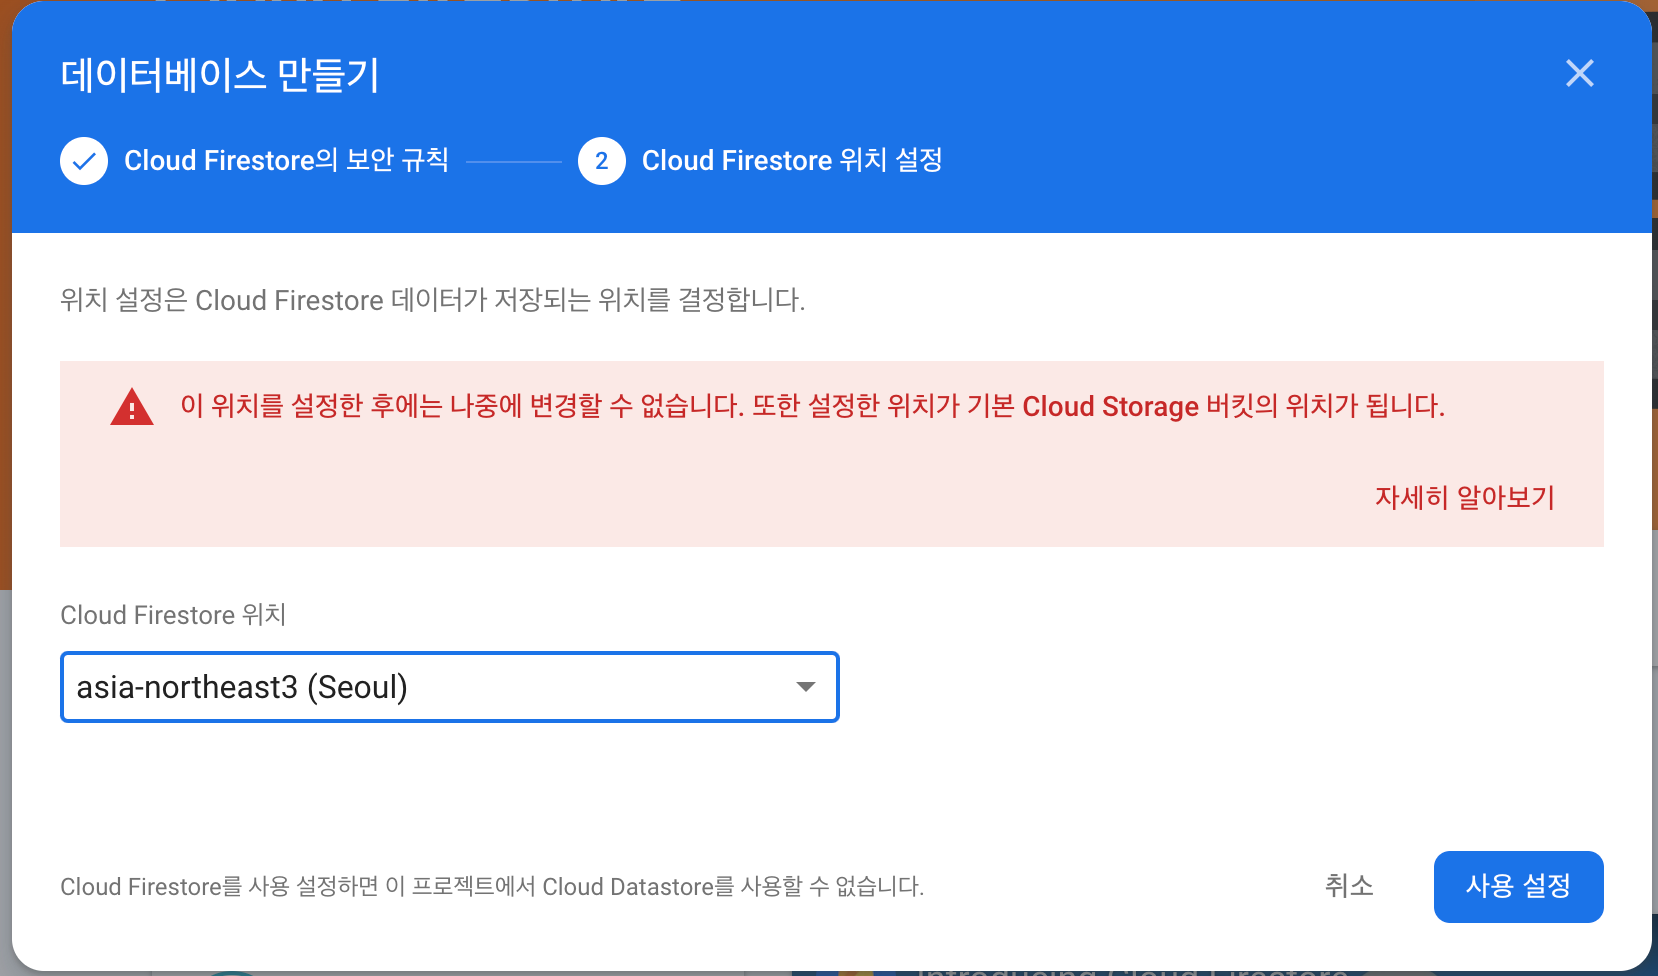 데이터베이스 만들기
Cloud Firestore의 보안 규칙
2 Cloud Firestore 위치 설정
위치 설정은 Cloud Firestore 데이터가 저장되는 위치를 결정합니다.
이 위치를 설정한 후에는 나중에 변경할 수 없습니다. 또한 설정한 위치가 기본 Cloud Storage 버킷의 위치가 됩니다.
자세히 알아보기
Cloud Firestore 위치
asia-northeast3 (Seoul)
Cloud Firestore를 사용 설정하면 이 프로젝트에서 Cloud Datastore를 사용할 수 없습니다.
취소
사용 설정